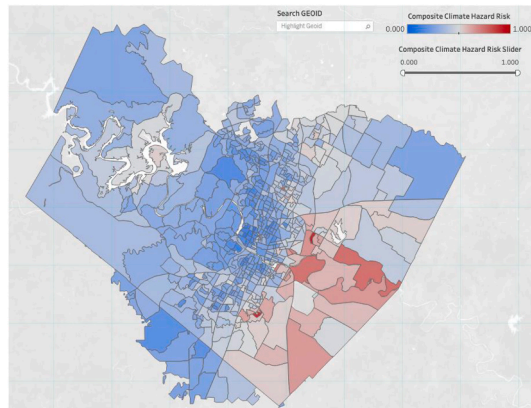 Search GEOID
Highlight Geoid
Composite Climate Hazard Risk
0.000 1.000
Composite Climate Hazard Risk Slider
0.000 1.000